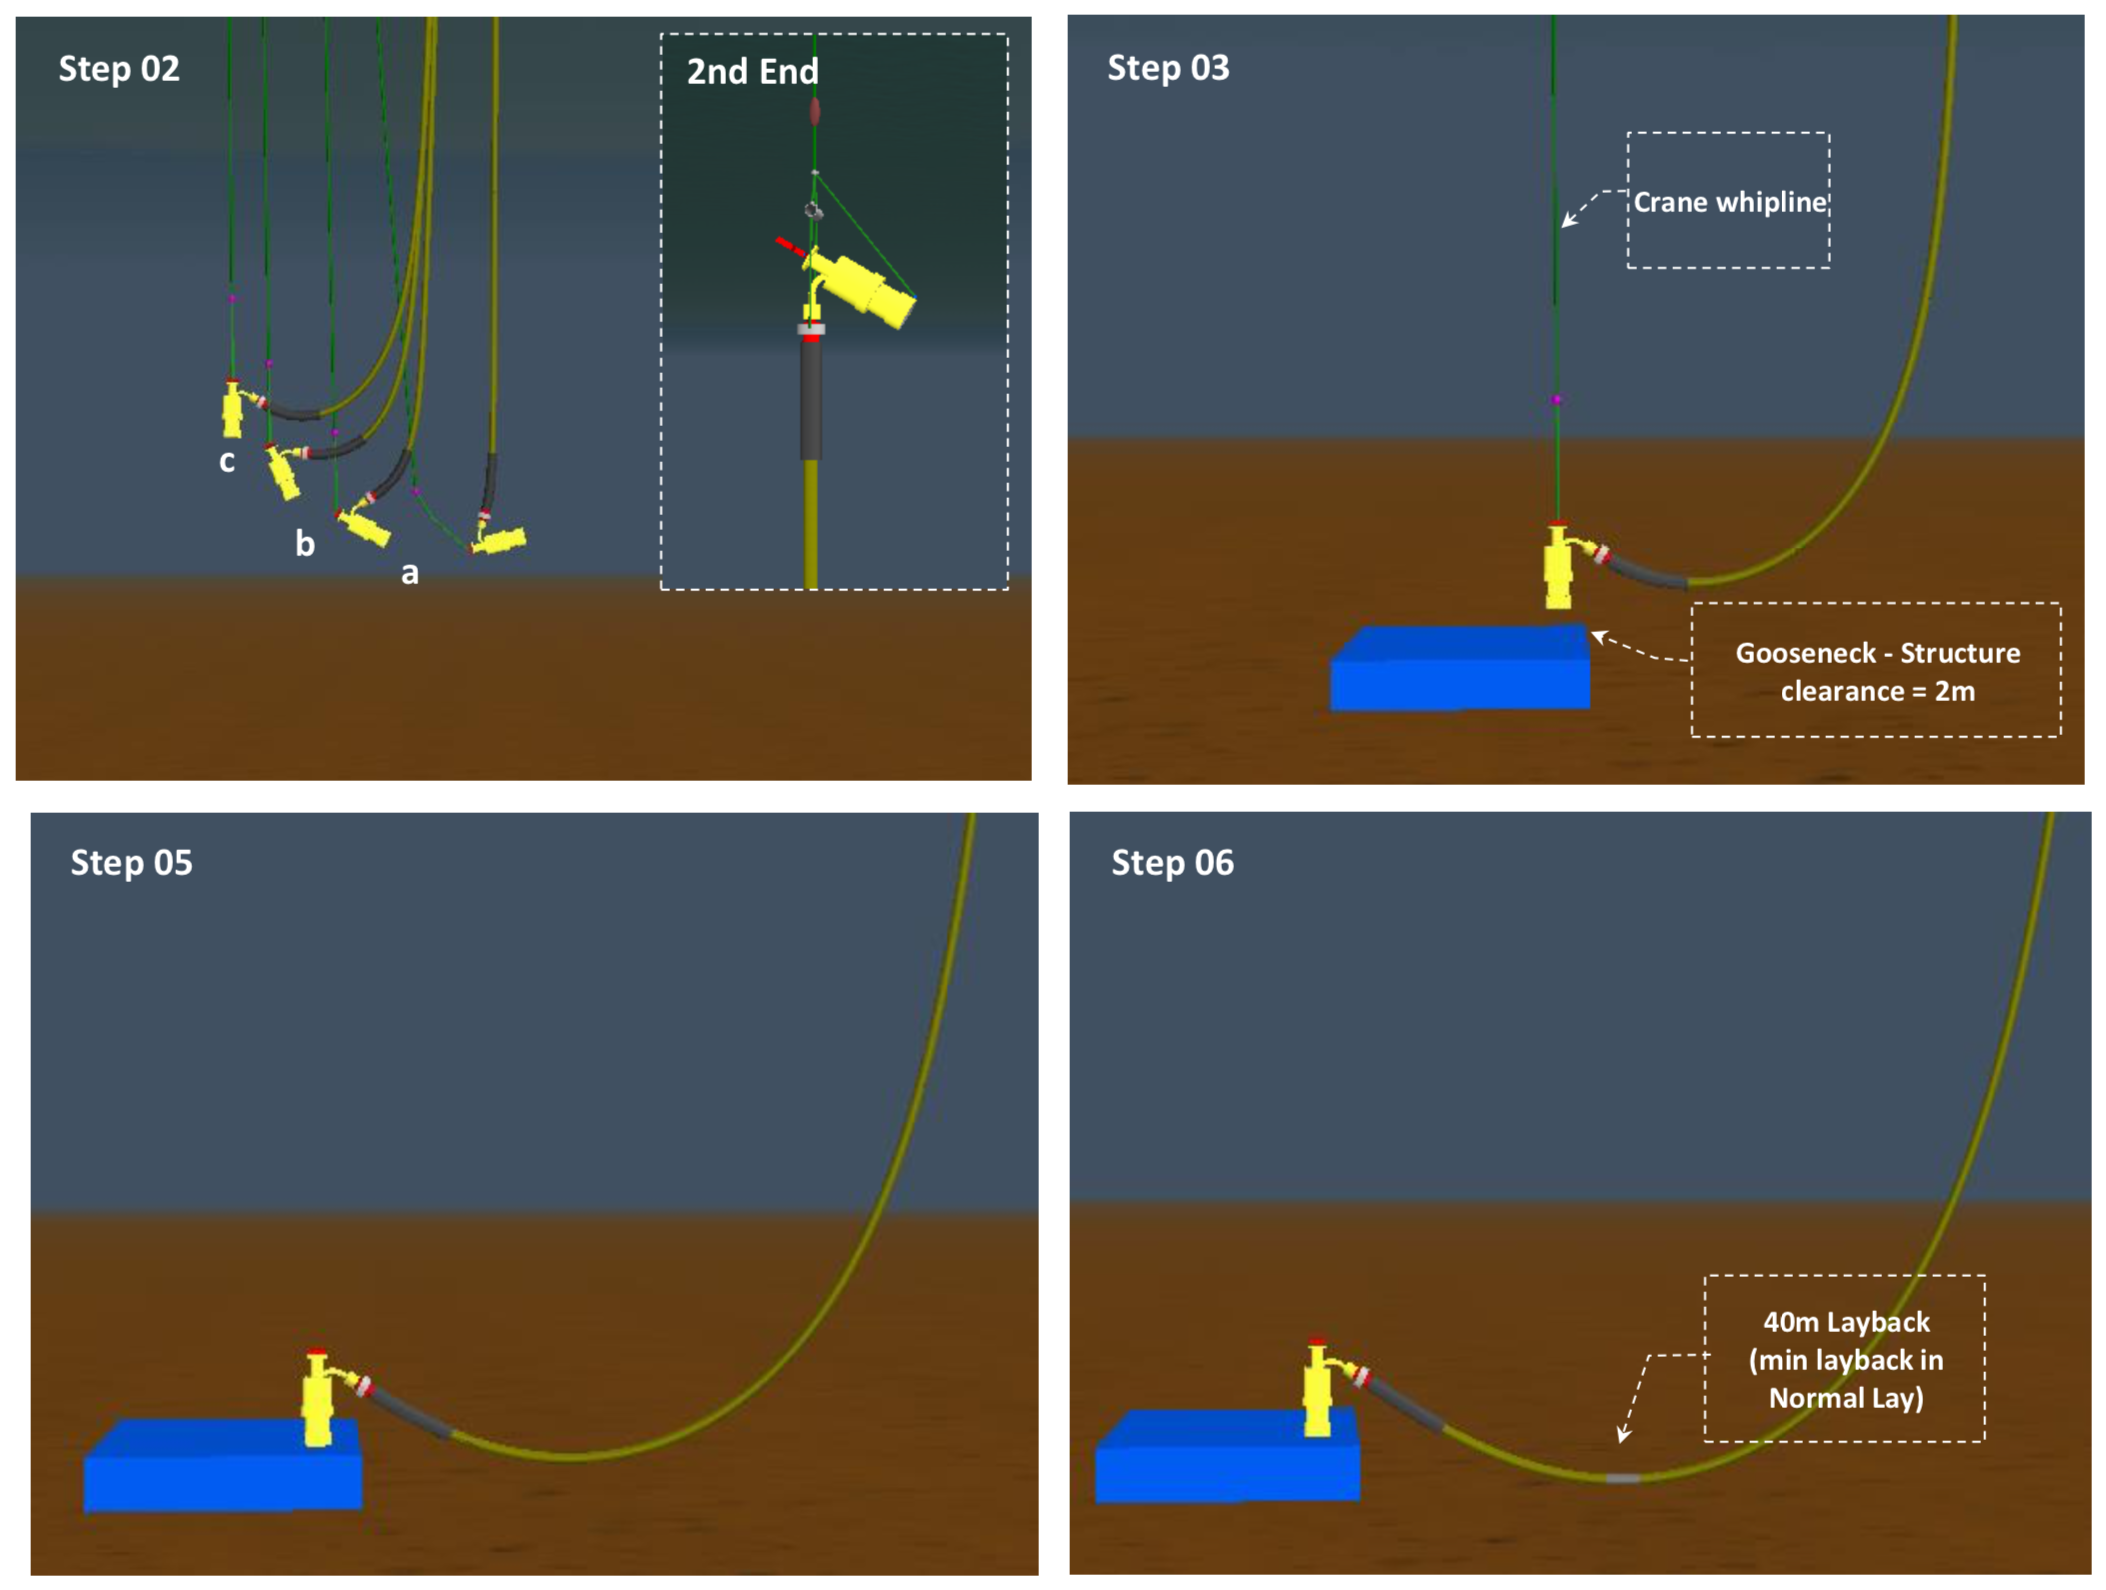 Step 02
2nd End
c
b
a
Step 03
Crane whipline
Gooseneck - Structure
clearance = 2m
Step 05
Step 06
40m Layback
(min layback in
Normal Lay)